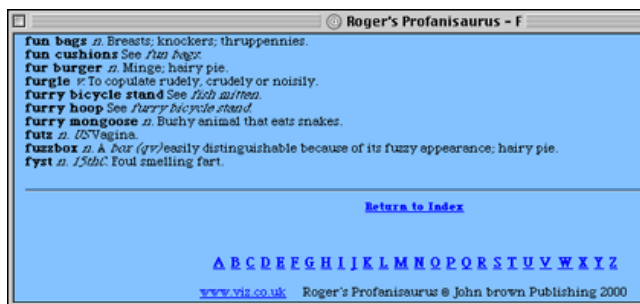 Roger's Profanisaurus - F
fun bags n. Breasts; knockers; thruppennies.
fun cushions See fun bags.
fur burger n. Minge; hairy pie.
furgle v. To copulate rudely, crudely or noisily.
furry bicycle stand See fish mitten.
furry hoop See furry bicycle stand.
furry mongoose n. Bushy animal that eats snakes.
futz n. USVagina.
fuzzbox n. A bar (qv)easily distinguishable because of its fuzzy appearance; hairy pie.
fyst n. 15thC. Foul smelling fart.
Return to Index
A B C D E F G H I J K L M N O P Q R S T U V W X Y Z
www.viz.co.uk Roger's Profanisaurus @ John brown Publishing 2000